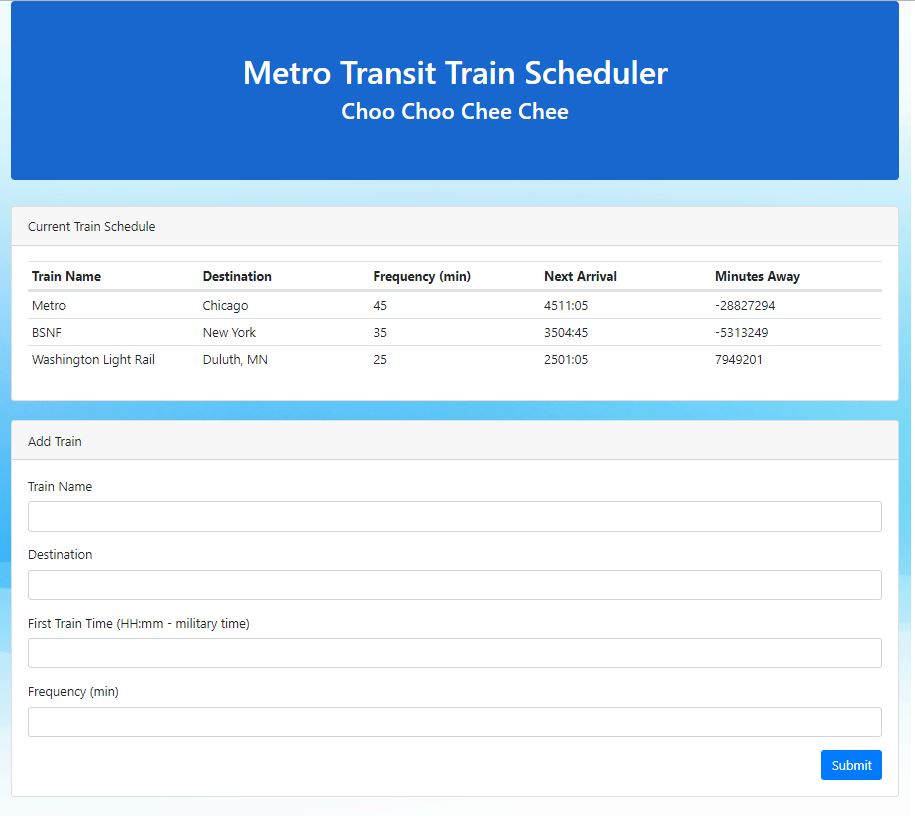 Metro Transit Train Scheduler
Choo Choo Chee Chee
Current Train Schedule
Train Name Destination Frequency (min) Next Arrival Minutes Away
Metro Chicago 45 4511:05 -28827294
BSNF New York 35 3504:45 -5313249
Washington Light Rail Duluth, MN 25 2501:05 7949201
Add Train
Train Name
Destination
First Train Time (HH:mm - military time)
Frequency (min)
Submit